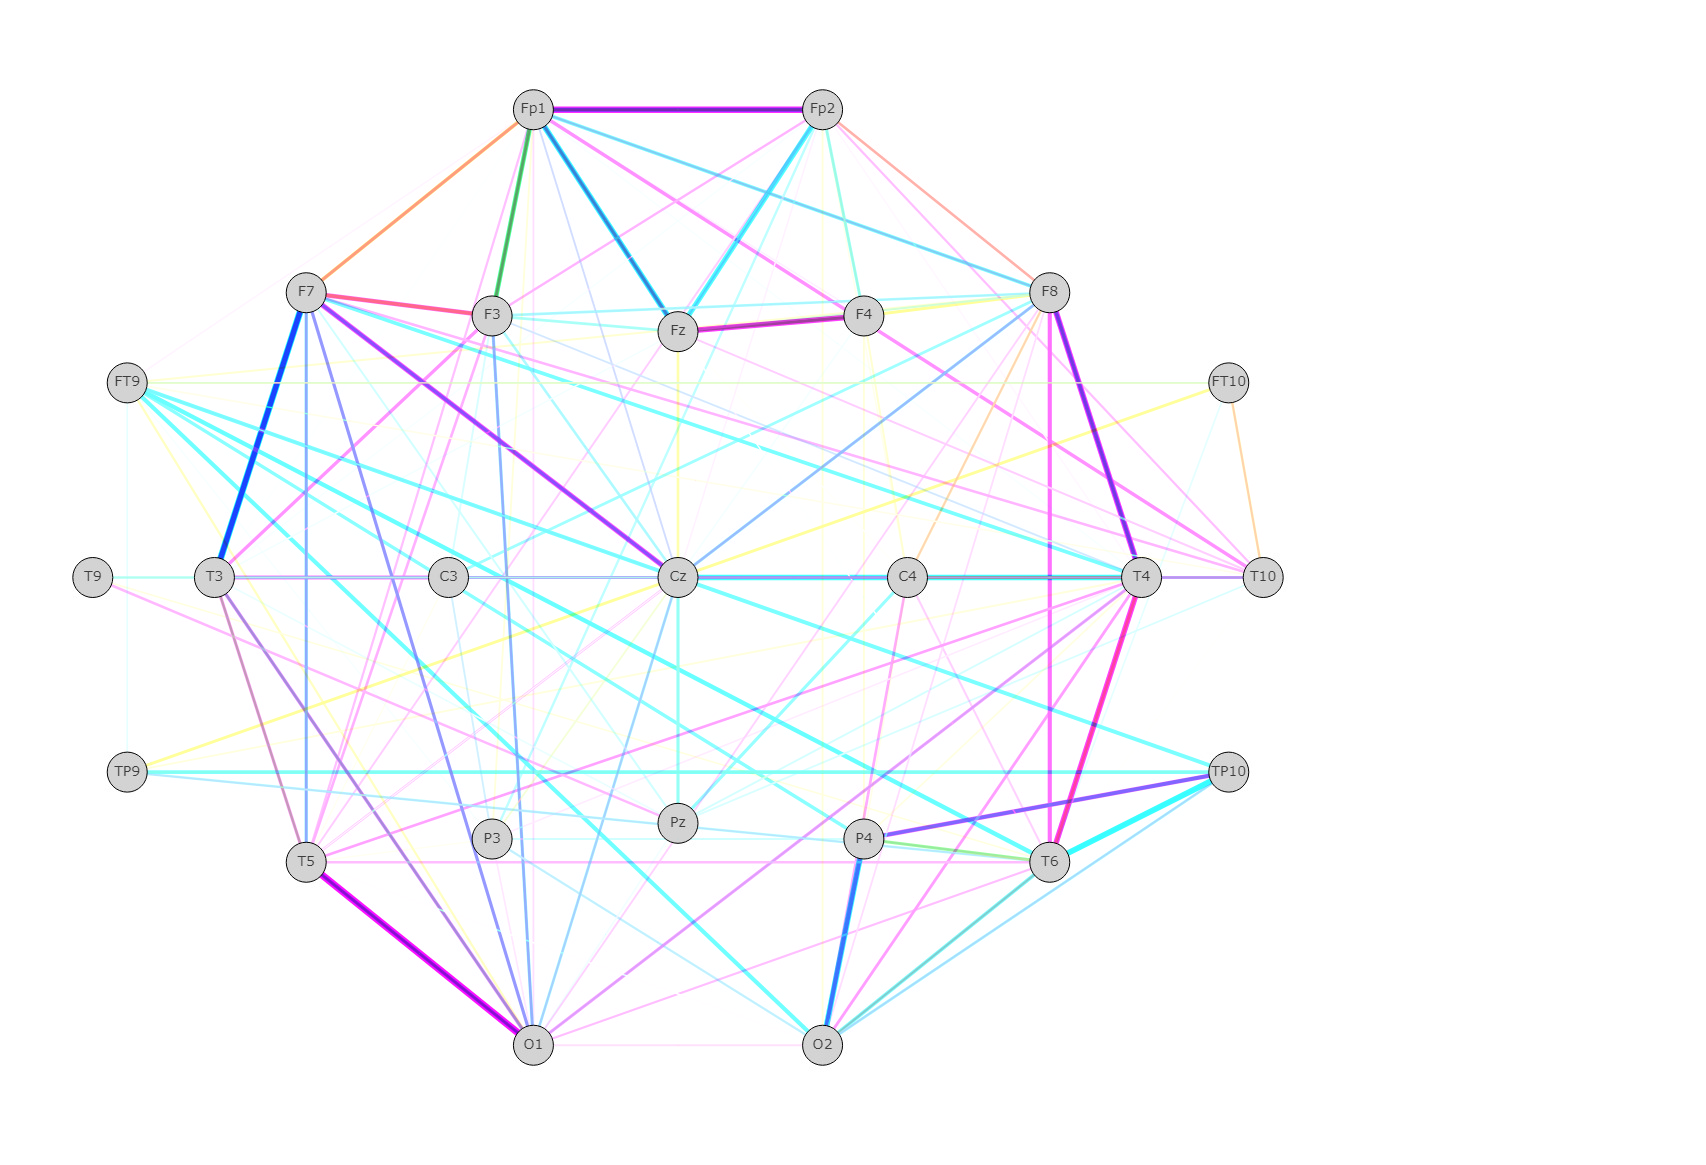 Fp1 Fp2
F7 F3 Fz F4 F8
FT9 FT10
T9 T3 C3 Cz C4 T4 T10
TP9 TP10
T5 P3 Pz P4 T6
O1 O2